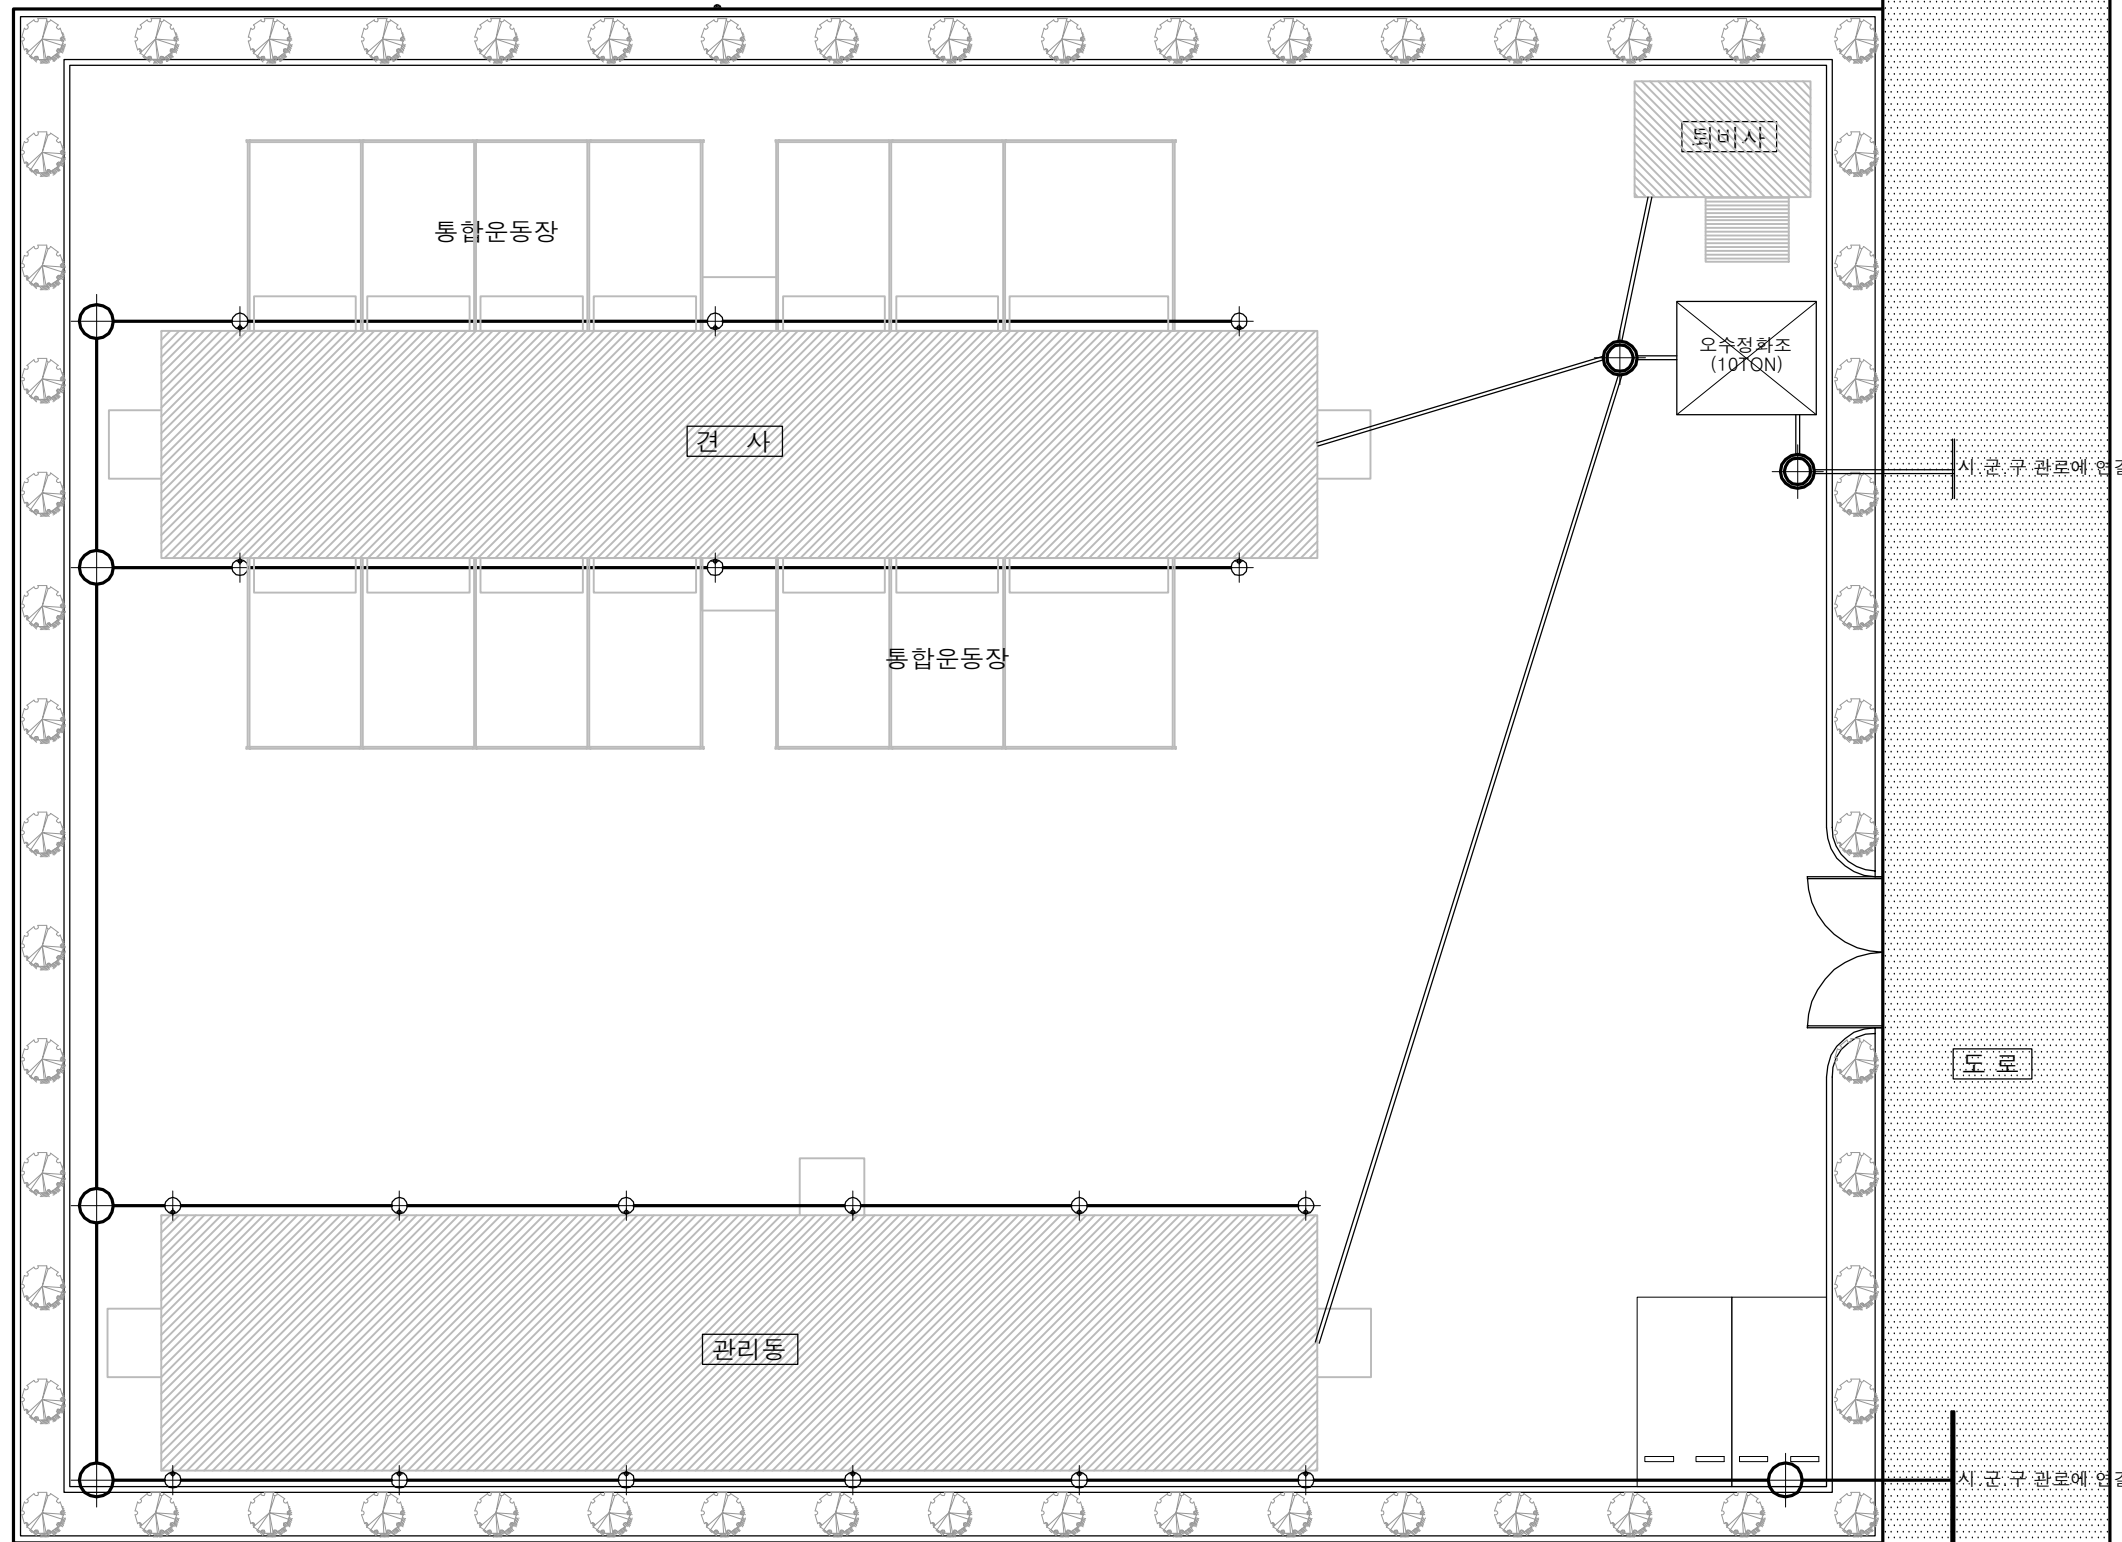 퇴비사
통합운동장
오수정화조
(10TON)
견 사
시.군.구 관로에 연결
통합운동장
도 로
관리동
시.군.구 관로에 연결